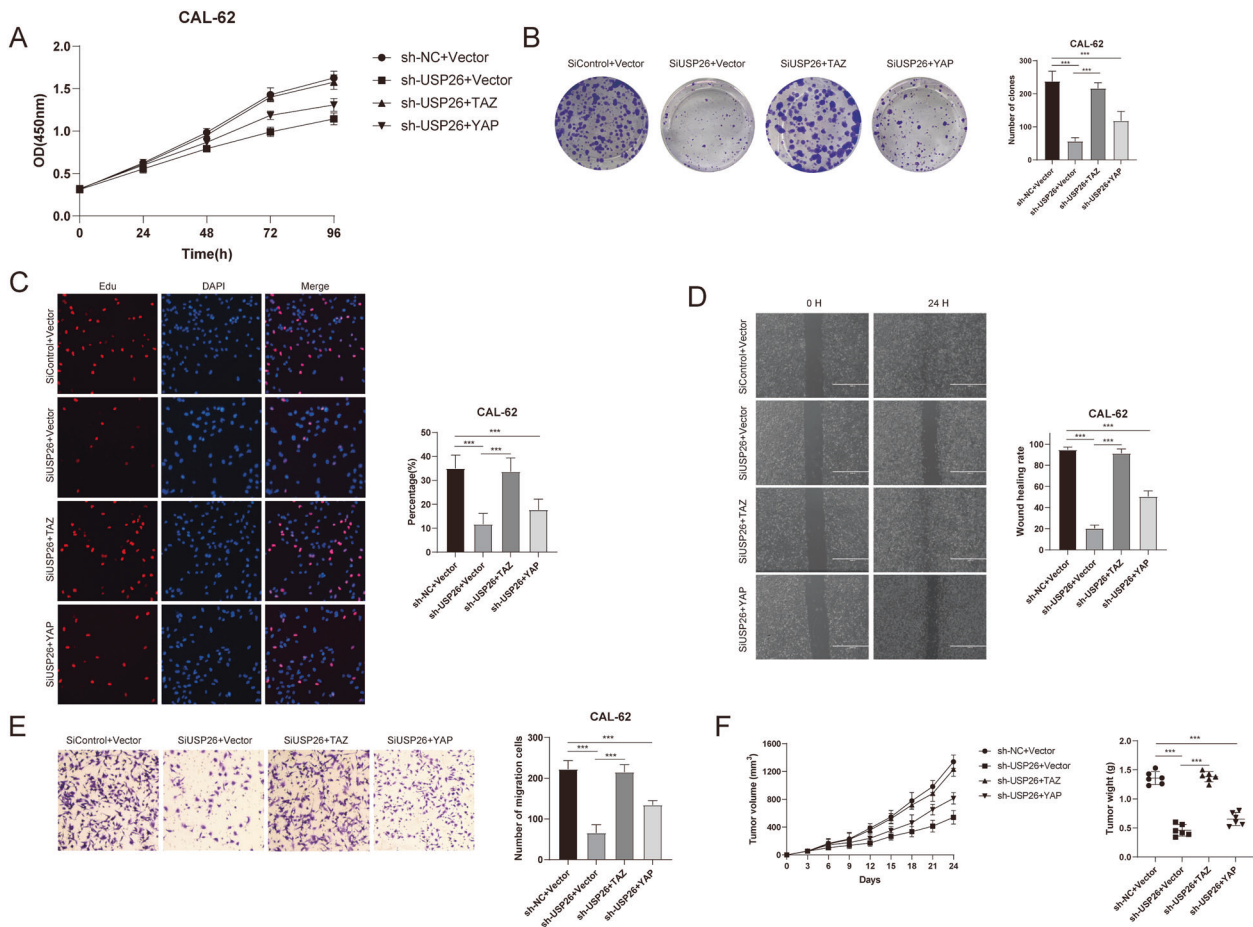 A
CAL-62
OD(450nm)
2.0
1.5
1.0
0.5
0.0
0
24
48
72
96
Time(h)
sh-NC+Vector
sh-USP26+Vector
sh-USP26+TAZ
sh-USP26+YAP
B
SiControl+Vector
SiUSP26+Vector
SiUSP26+TAZ
SiUSP26+YAP
CAL-62
***
***
***
Number of clones
300
200
100
0
sh-NC+Vector
sh-USP26+Vector
sh-USP26+TAZ
sh-USP26+YAP
C
Edu
DAPI
Merge
SiControl+Vector
SiUSP26+Vector
SiUSP26+TAZ
SiUSP26+YAP
CAL-62
***
***
***
Percentage(%)
50
40
30
20
10
0
sh-NC+Vector
sh-USP26+Vector
sh-USP26+TAZ
sh-USP26+YAP
D
0 H
24 H
SiControl+Vector
SiUSP26+Vector
SiUSP26+TAZ
SiUSP26+YAP
CAL-62
***
***
***
Wound healing rate
100
80
60
40
20
0
sh-NC+Vector
sh-USP26+Vector
sh-USP26+TAZ
sh-USP26+YAP
E
SiControl+Vector
SiUSP26+Vector
SiUSP26+TAZ
SiUSP26+YAP
CAL-62
***
***
***
Number of migration cells
300
200
100
0
sh-NC+Vector
sh-USP26+Vector
sh-USP26+TAZ
sh-USP26+YAP
F
Tumor volume (mm3)
1600
1200
800
400
0
0
3
6
9
12
15
18
21
24
Days
sh-NC+Vector
sh-USP26+Vector
sh-USP26+TAZ
sh-USP26+YAP
***
***
***
Tumor wight (g)
2.0
1.5
1.0
0.5
0.0
sh-NC+Vector
sh-USP26+Vector
sh-USP26+TAZ
sh-USP26+YAP